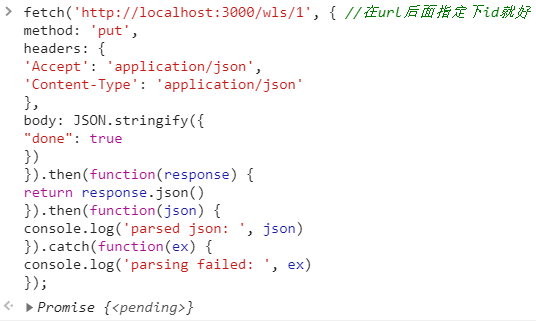 fetch('http://localhost:3000/wls/1', { //在url后面指定下id就好
method: 'put',
headers: {
'Accept': 'application/json',
'Content-Type': 'application/json'
},
body: JSON.stringify({
"done": true
})
}).then(function(response) {
return response.json()
}).then(function(json) {
console.log('parsed json: ', json)
}).catch(function(ex) {
console.log('parsing failed: ', ex)
});
Promise {<pending>}